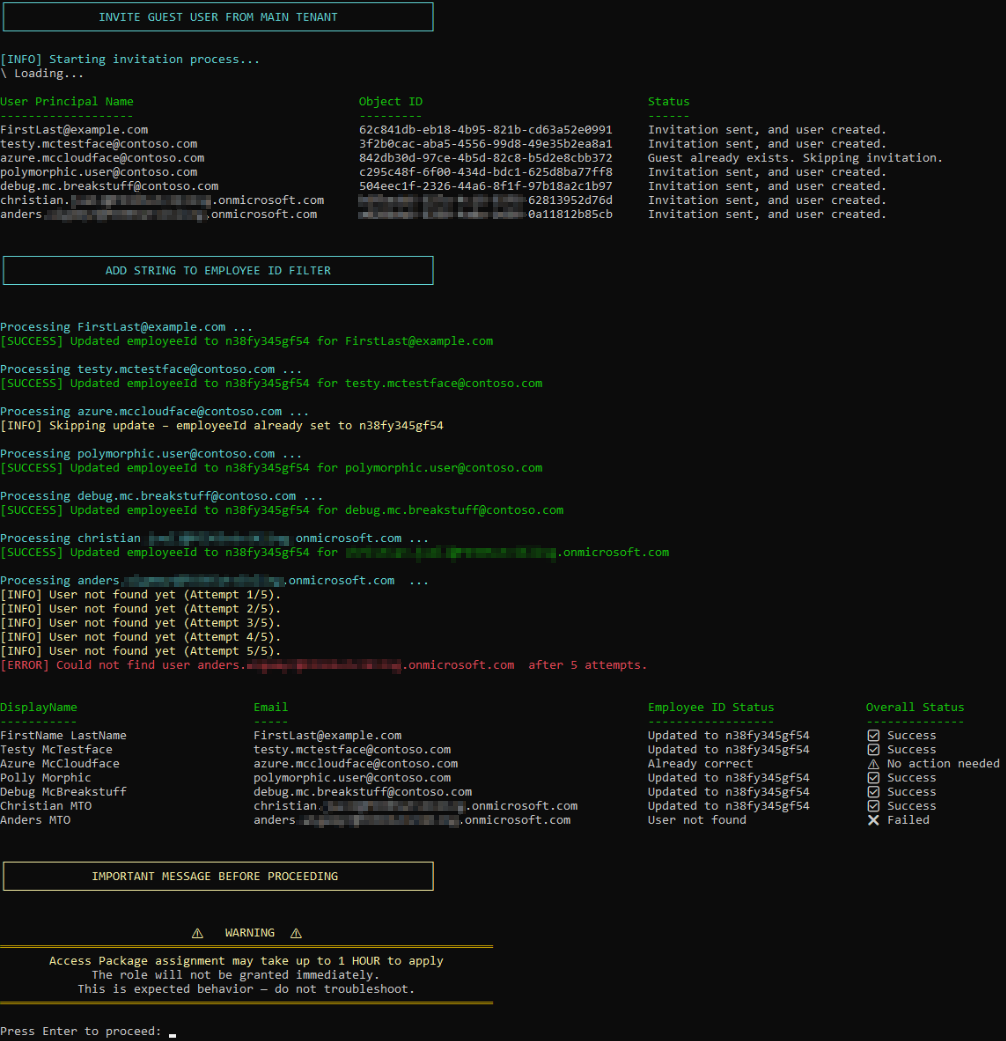 INVITE GUEST USER FROM MAIN TENANT
[INFO] Starting invitation process...
\ Loading...
User Principal Name Object ID Status
------------------- --------- ------
FirstLast@example.com 62c841db-eb18-4b95-821b-cd63a52e0991 Invitation sent, and user created.
testy.mctestface@contoso.com 3f2b0cac-aba5-4556-99d8-49e35b2ea8a1 Invitation sent, and user created.
azure.mccloudface@contoso.com 842db30d-97ce-4b5d-82c8-b5d2e8cbb372 Guest already exists. Skipping invitation.
polymorphic.user@contoso.com c295c48f-6f00-434d-bdc1-625d8ba77ff8 Invitation sent, and user created.
debug.mc.breakstuff@contoso.com 504eec1f-2326-44a6-8f1f-97b18a2c1b97 Invitation sent, and user created.
christian. .onmicrosoft.com 62813952d76d Invitation sent, and user created.
anders. .onmicrosoft.com 0a11812b85cb Invitation sent, and user created.
ADD STRING TO EMPLOYEE ID FILTER
Processing FirstLast@example.com ...
[SUCCESS] Updated employeeId to n38fy345gf54 for FirstLast@example.com
Processing testy.mctestface@contoso.com ...
[SUCCESS] Updated employeeId to n38fy345gf54 for testy.mctestface@contoso.com
Processing azure.mccloudface@contoso.com ...
[INFO] Skipping update – employeeId already set to n38fy345gf54
Processing polymorphic.user@contoso.com ...
[SUCCESS] Updated employeeId to n38fy345gf54 for polymorphic.user@contoso.com
Processing debug.mc.breakstuff@contoso.com ...
[SUCCESS] Updated employeeId to n38fy345gf54 for debug.mc.breakstuff@contoso.com
Processing christian onmicrosoft.com ...
[SUCCESS] Updated employeeId to n38fy345gf54 for .onmicrosoft.com
Processing anders. .onmicrosoft.com ...
[INFO] User not found yet (Attempt 1/5).
[INFO] User not found yet (Attempt 2/5).
[INFO] User not found yet (Attempt 3/5).
[INFO] User not found yet (Attempt 4/5).
[INFO] User not found yet (Attempt 5/5).
[ERROR] Could not find user anders. .onmicrosoft.com after 5 attempts.
DisplayName Email Employee ID Status Overall Status
----------- ----- ------------------ --------------
FirstName LastName FirstLast@example.com Updated to n38fy345gf54 ☑ Success
Testy McTestface testy.mctestface@contoso.com Updated to n38fy345gf54 ☑ Success
Azure McCloudface azure.mccloudface@contoso.com Already correct ⚠ No action needed
Polly Morphic polymorphic.user@contoso.com Updated to n38fy345gf54 ☑ Success
Debug McBreakstuff debug.mc.breakstuff@contoso.com Updated to n38fy345gf54 ☑ Success
Christian MTO christian. .onmicrosoft.com Updated to n38fy345gf54 ☑ Success
Anders MTO anders .onmicrosoft.com User not found ❌ Failed
IMPORTANT MESSAGE BEFORE PROCEEDING
⚠ WARNING ⚠
Access Package assignment may take up to 1 HOUR to apply
The role will not be granted immediately.
This is expected behavior — do not troubleshoot.
Press Enter to proceed: